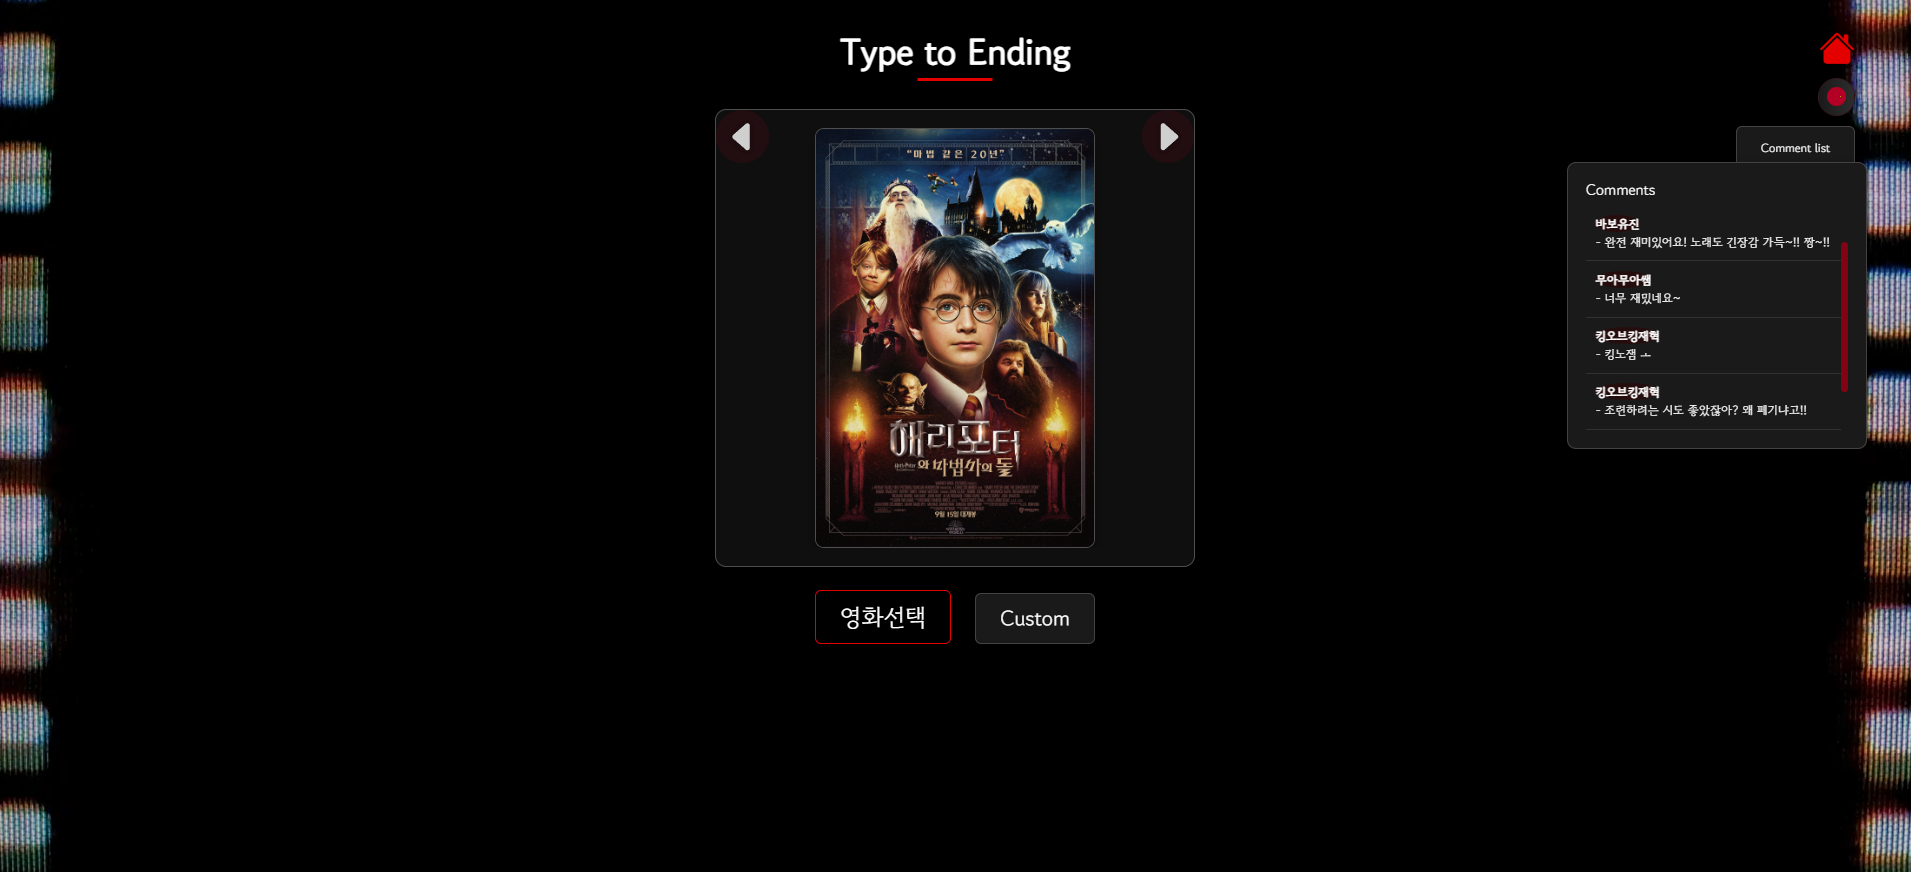 Type to Ending
Comment list
Comments
바보유진
- 완전 재미있어요! 노래도 긴장감 가득~!! 짱~!!
무아무아쌤
- 너무 재밌네요~
킹오브킹재혁
- 킹노잼 ㅗ
킹오브킹재혁
- 조련하려는 시도 좋았잖아? 왜 폐기냐고!!
"마법 같은 20년"
해리포터
와 마법사의 돌
9월 15일 대개봉
영화선택
Custom